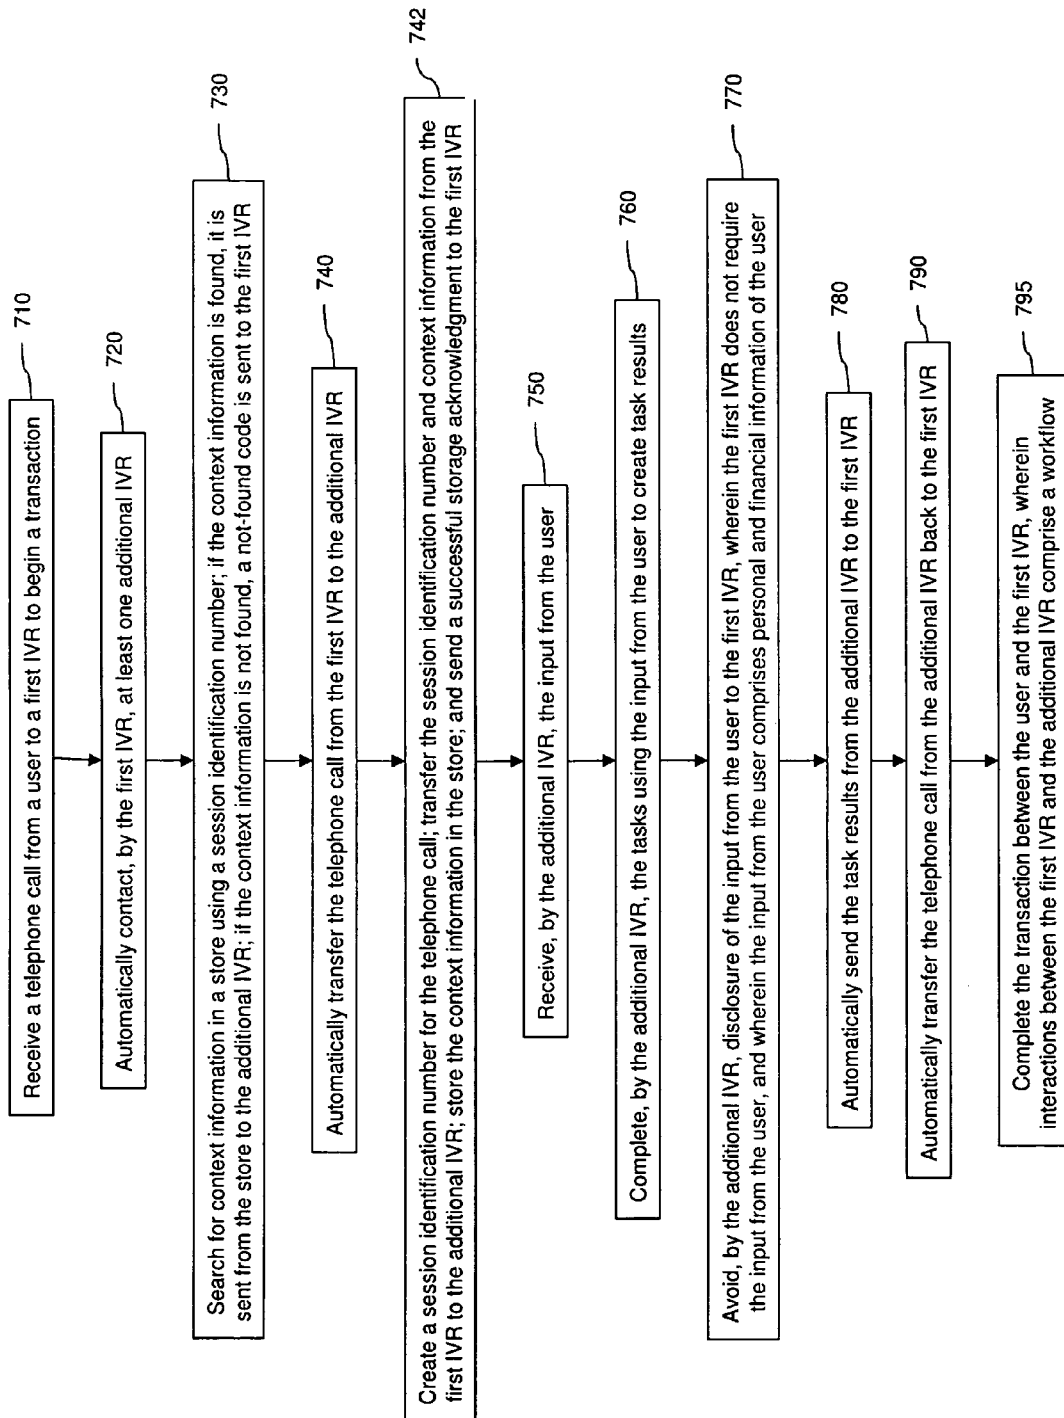 Receive a telephone call from a user to a first IVR to begin a transaction
710
Automatically contact, by the first IVR, at least one additional IVR
720
Search for context information in a store using a session identification number; if the context information is found, it is
sent from the store to the additional IVR; if the context information is not found, a not-found code is sent to the first IVR
730
Automatically transfer the telephone call from the first IVR to the additional IVR
740
Create a session identification number for the telephone call; transfer the session identification number and context information from the
first IVR to the additional IVR; store the context information in the store; and send a successful storage acknowledgment to the first IVR
742
Receive, by the additional IVR, the input from the user
750
Complete, by the additional IVR, the tasks using the input from the user to create task results
760
Avoid, by the additional IVR, disclosure of the input from the user to the first IVR, wherein the first IVR does not require
the input from the user, and wherein the input from the user comprises personal and financial information of the user
770
Automatically send the task results from the additional IVR to the first IVR
780
Automatically transfer the telephone call from the additional IVR back to the first IVR
790
Complete the transaction between the user and the first IVR, wherein
interactions between the first IVR and the additional IVR comprise a workflow
795